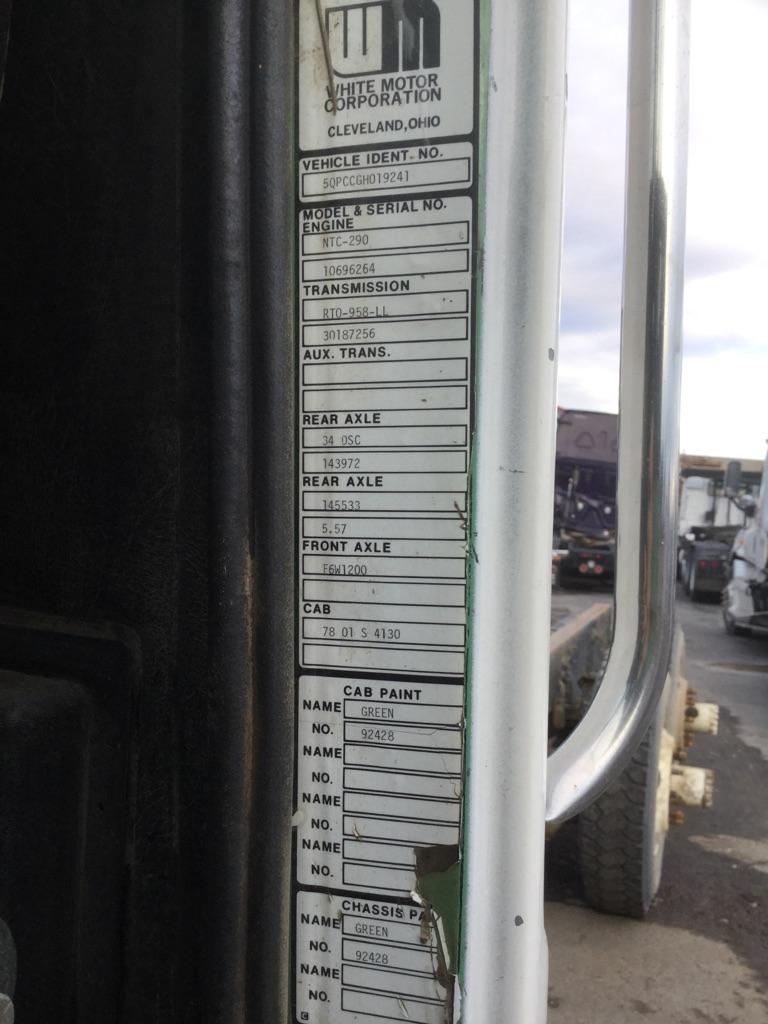 WM
WHITE MOTOR
CORPORATION
CLEVELAND, OHIO
VEHICLE IDENT. NO.
5QPCCGH019241
MODEL & SERIAL NO.
ENGINE
NTC-290
10696264
TRANSMISSION
RTO-958-LL
30187256
AUX. TRANS.
REAR AXLE
34 DSC
143972
REAR AXLE
145533
5.57
FRONT AXLE
F6W1200
CAB
78 01 S 4130
CAB PAINT
NAME GREEN
NO. 92428
NAME
NO.
NAME
NO.
NAME
NO.
CHASSIS PA
NAME GREEN
NO. 92428
NAME
NO.